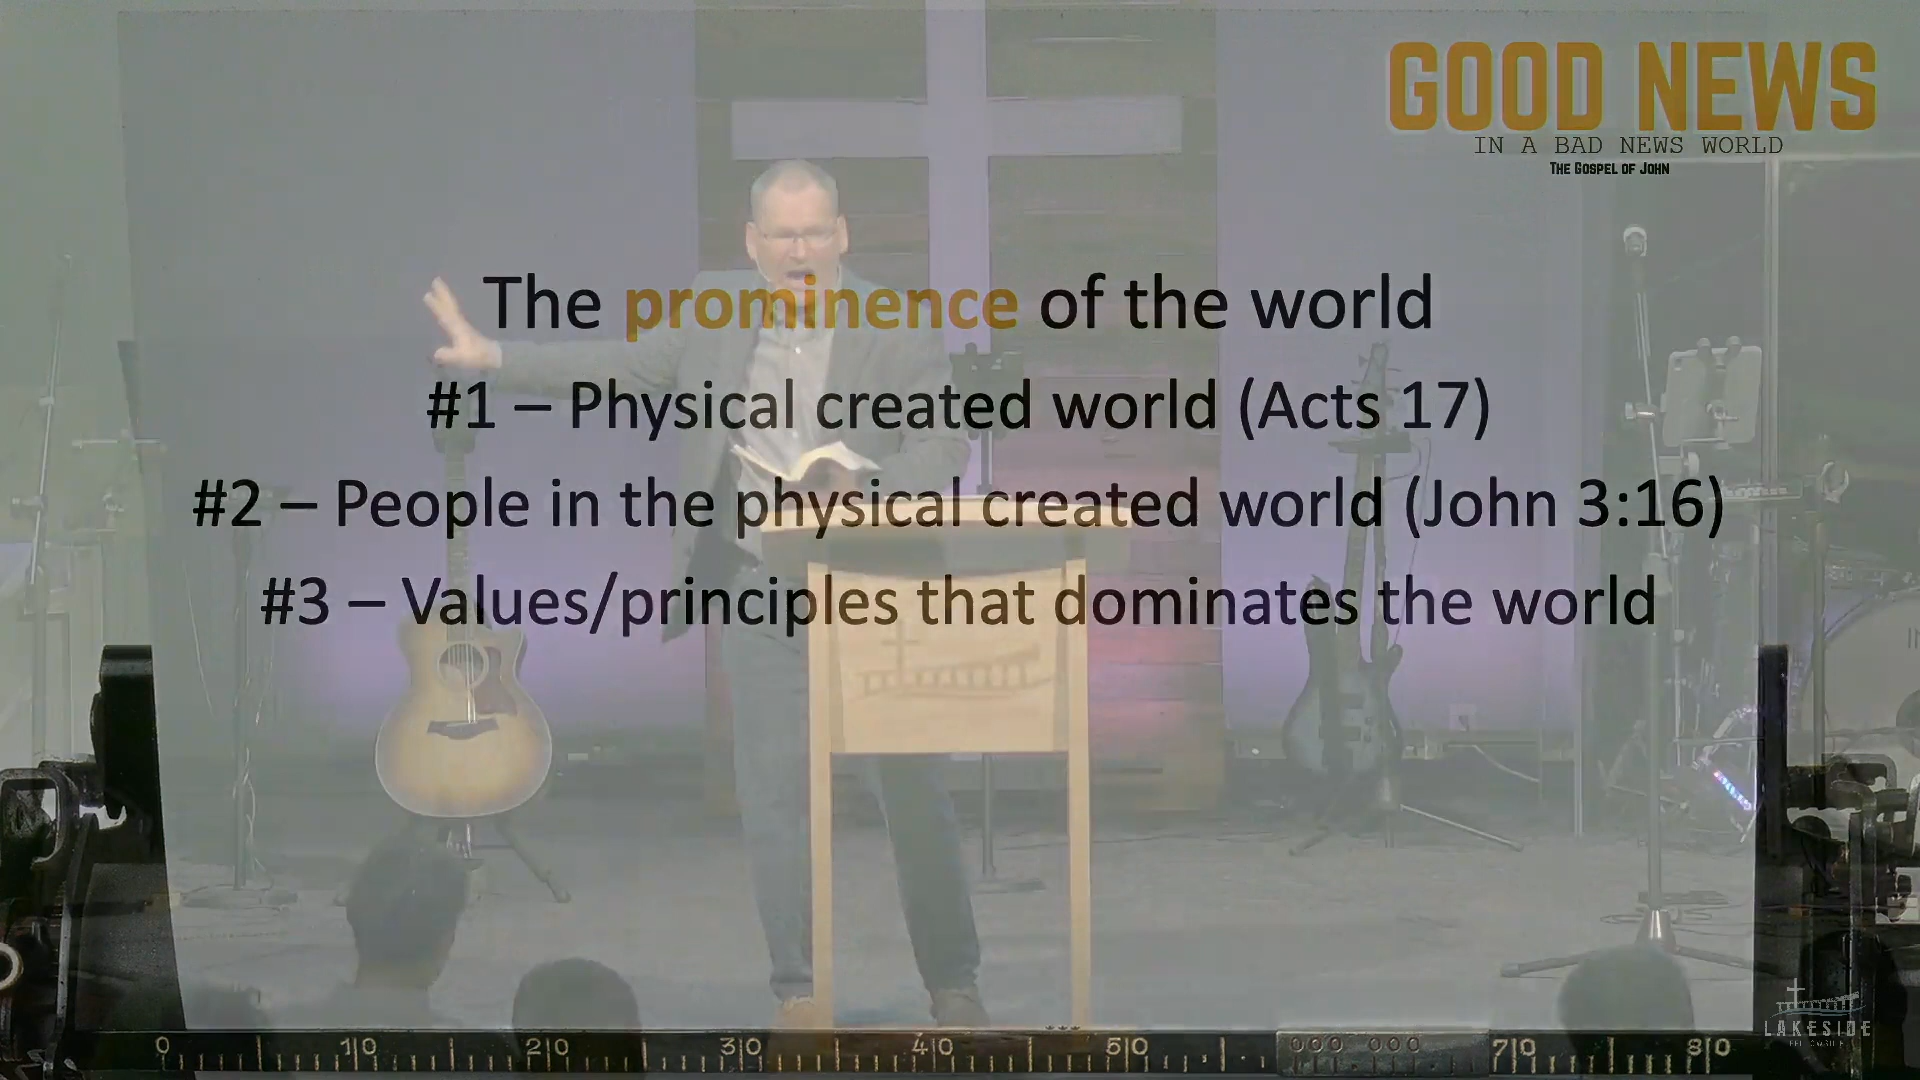 GOOD NEWS
IN A BAD NEWS WORLD
THE GOSPEL OF JOHN
The prominence of the world
#1 – Physical created world (Acts 17)
#2 – People in the physical created world (John 3:16)
#3 – Values/principles that dominates the world
LAKESIDE
FELLOWSHIP
0 10 20 30 40 50 70 80